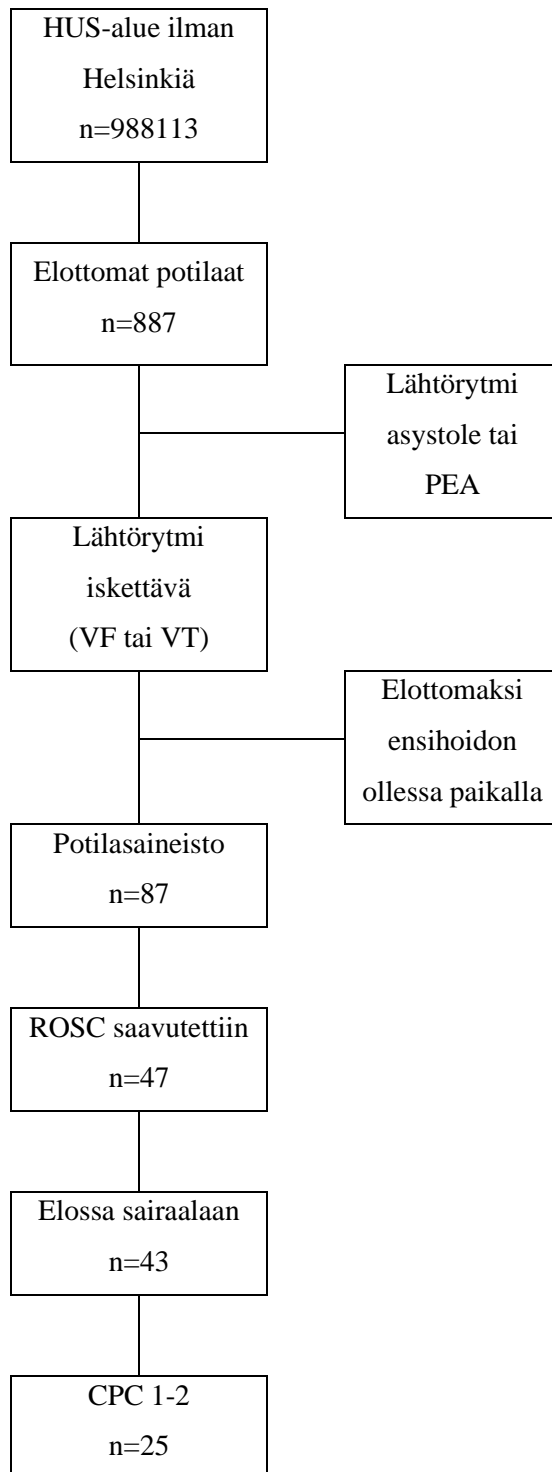 HUS-alue ilman
Helsinkiä
n=988113
Elottomat potilaat
n=887
Lähtörytmi
asystole tai
PEA
Lähtörytmi
iskettävä
(VF tai VT)
Elottomaksi
ensihoidon
ollessa paikalla
Potilasaineisto
n=87
ROSC saavutettiin
n=47
Elossa sairaalaan
n=43
CPC 1-2
n=25